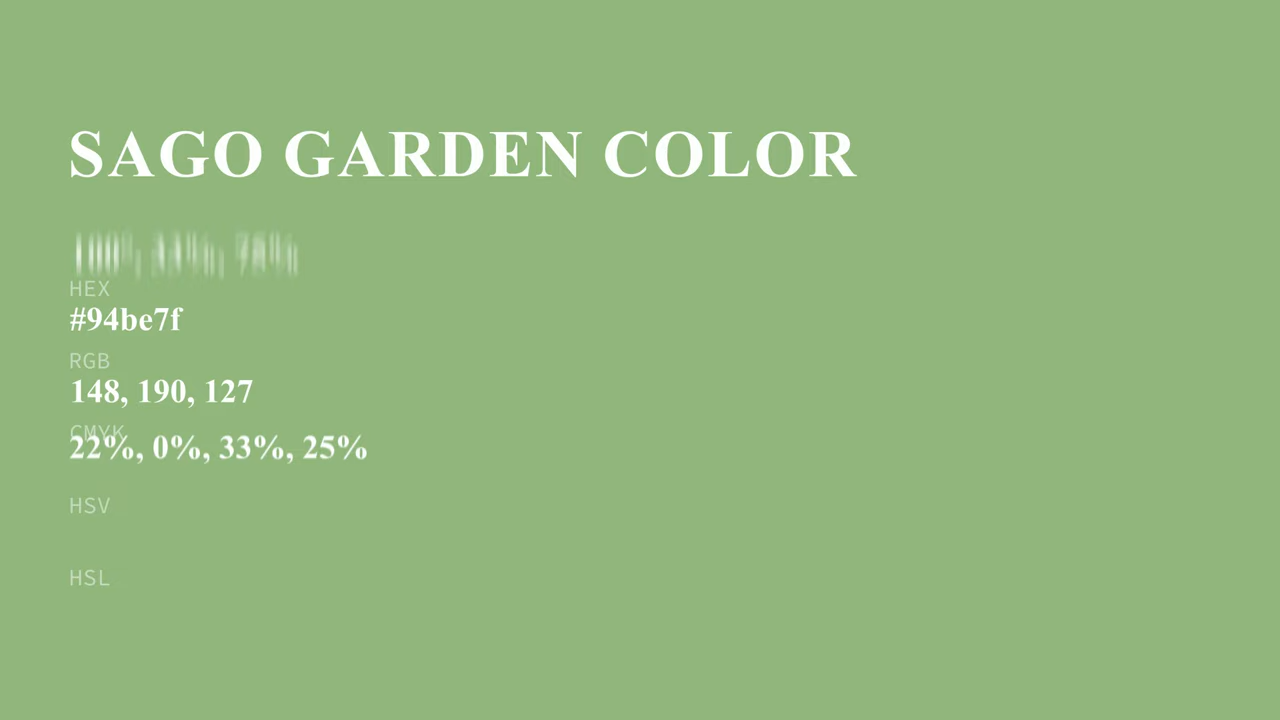 SAGO GARDEN COLOR
HEX
#94be7f
RGB
148, 190, 127
CMYK
22%, 0%, 33%, 25%
HSV
HSL